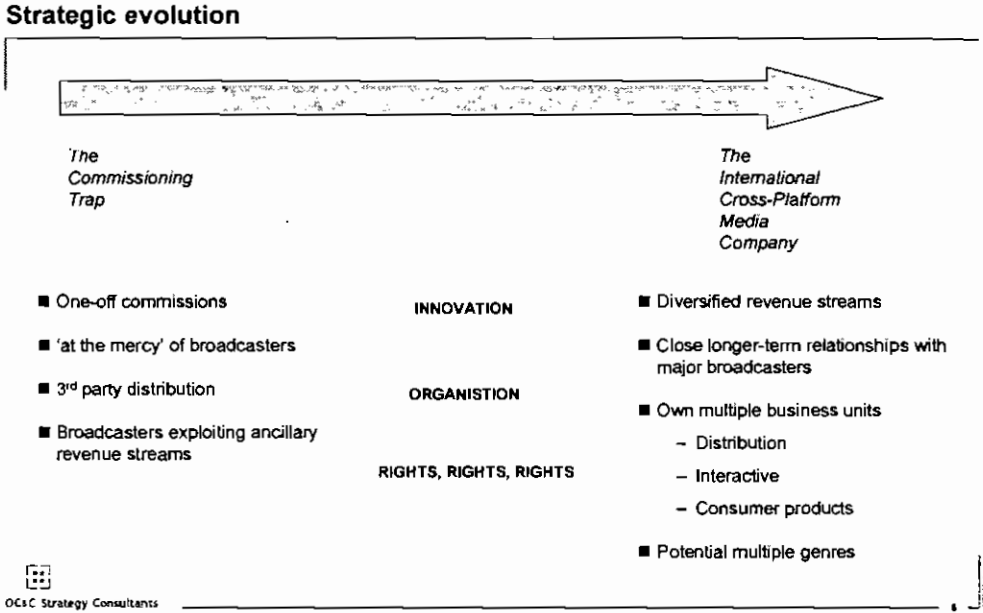 Strategic evolution
The
Commissioning
Trap
The
International
Cross-Platform
Media
Company
■ One-off commissions
■ 'at the mercy' of broadcasters
■ 3rd party distribution
■ Broadcasters exploiting ancillary
revenue streams
INNOVATION
ORGANISTION
RIGHTS, RIGHTS, RIGHTS
■ Diversified revenue streams
■ Close longer-term relationships with
major broadcasters
■ Own multiple business units
– Distribution
– Interactive
– Consumer products
■ Potential multiple genres
OC&C Strategy Consultants